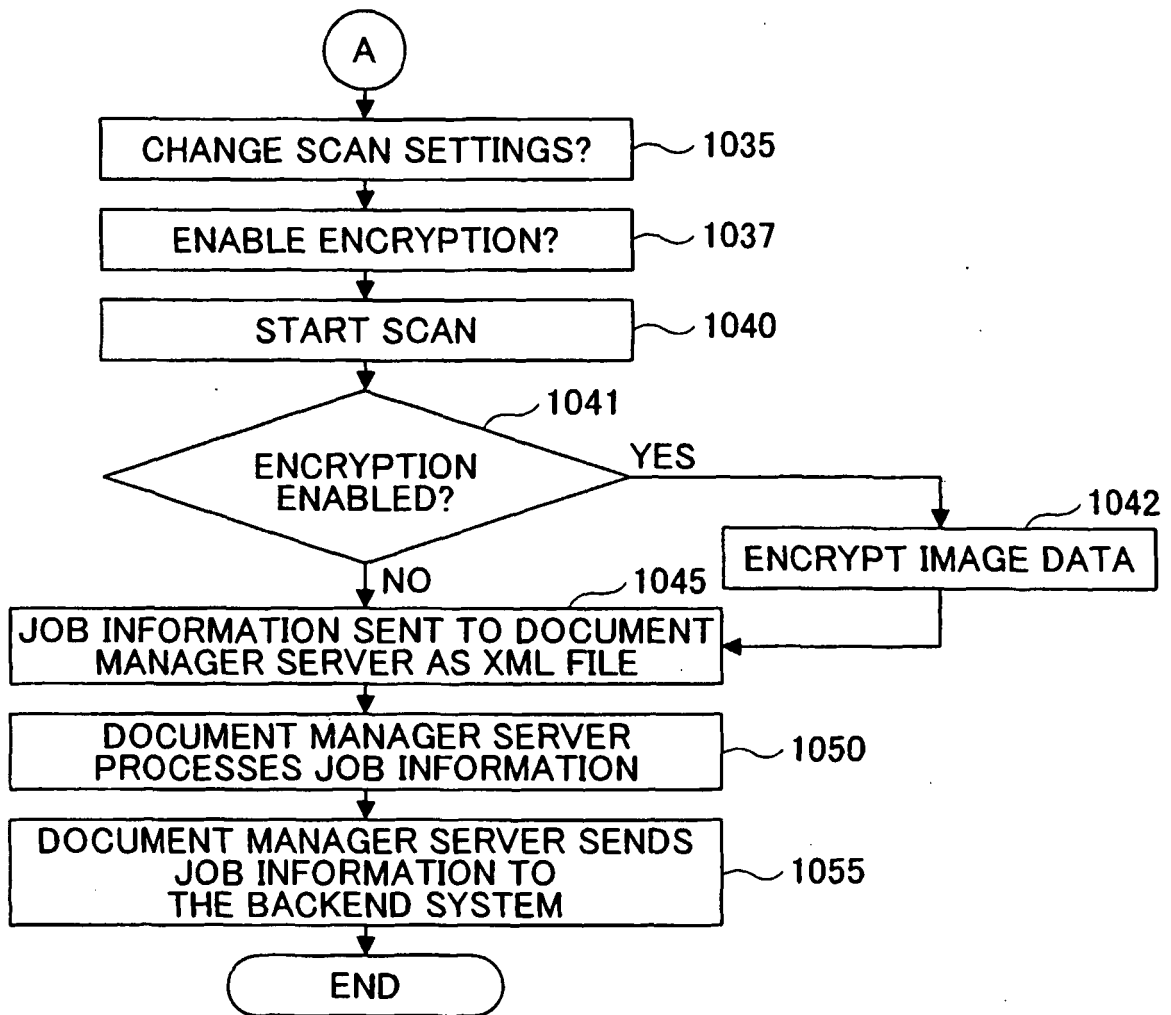 A
CHANGE SCAN SETTINGS?
1035
ENABLE ENCRYPTION?
1037
START SCAN
1040
1041
ENCRYPTION
ENABLED?
YES
1042
ENCRYPT IMAGE DATA
NO
1045
JOB INFORMATION SENT TO DOCUMENT
MANAGER SERVER AS XML FILE
DOCUMENT MANAGER SERVER
PROCESSES JOB INFORMATION
1050
DOCUMENT MANAGER SERVER SENDS
JOB INFORMATION TO
THE BACKEND SYSTEM
1055
END